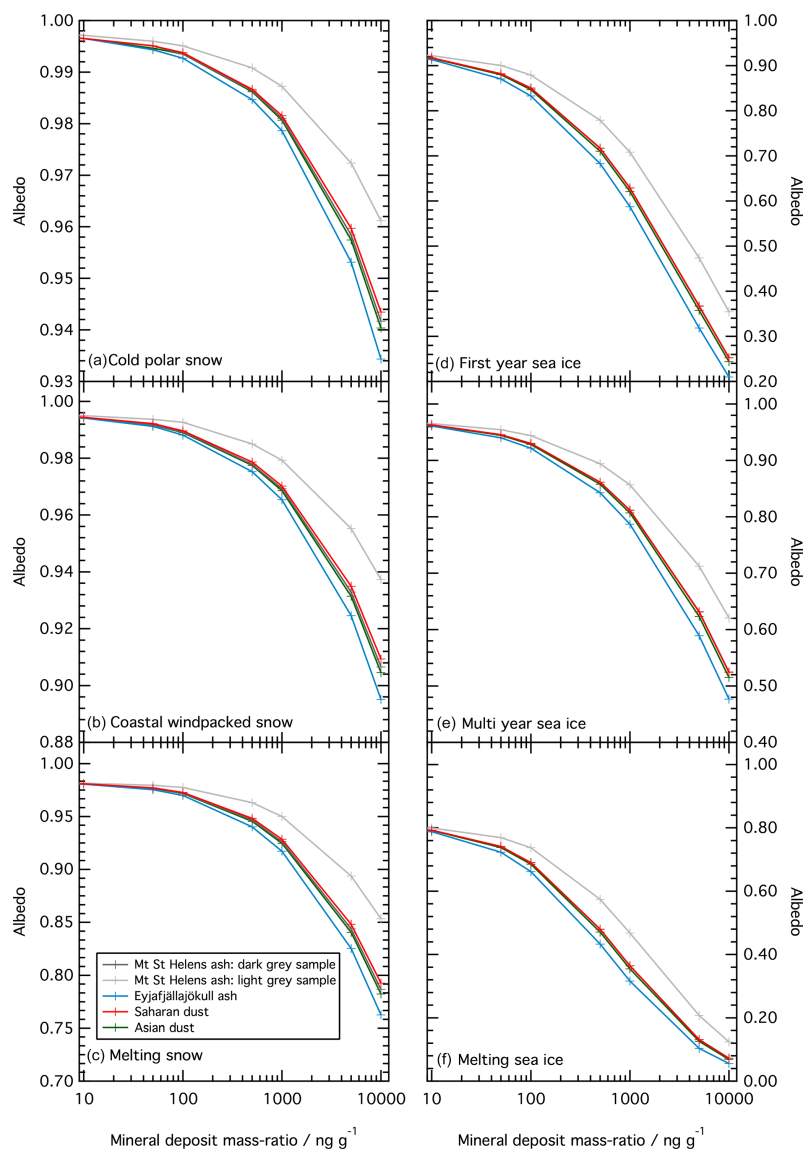 1.00
0.99
0.98
0.97
0.96
0.95
0.94
0.93
Albedo
(a)Cold polar snow
1.00
0.90
0.80
0.70
0.60
0.50
0.40
0.30
0.20
Albedo
(d) First year sea ice
1.00
0.98
0.96
0.94
0.92
0.90
0.88
Albedo
(b) Coastal windpacked snow
1.00
0.90
0.80
0.70
0.60
0.50
0.40
Albedo
(e) Multi year sea ice
1.00
0.95
0.90
0.85
0.80
0.75
0.70
Albedo
Mt St Helens ash: dark grey sample
Mt St Helens ash: light grey sample
Eyjafjällajökull ash
Saharan dust
Asian dust
(c) Melting snow
10 100 1000 10000
Mineral deposit mass-ratio / ng g⁻¹
1.00
0.80
0.60
0.40
0.20
0.00
Albedo
(f) Melting sea ice
10 100 1000 10000
Mineral deposit mass-ratio / ng g⁻¹